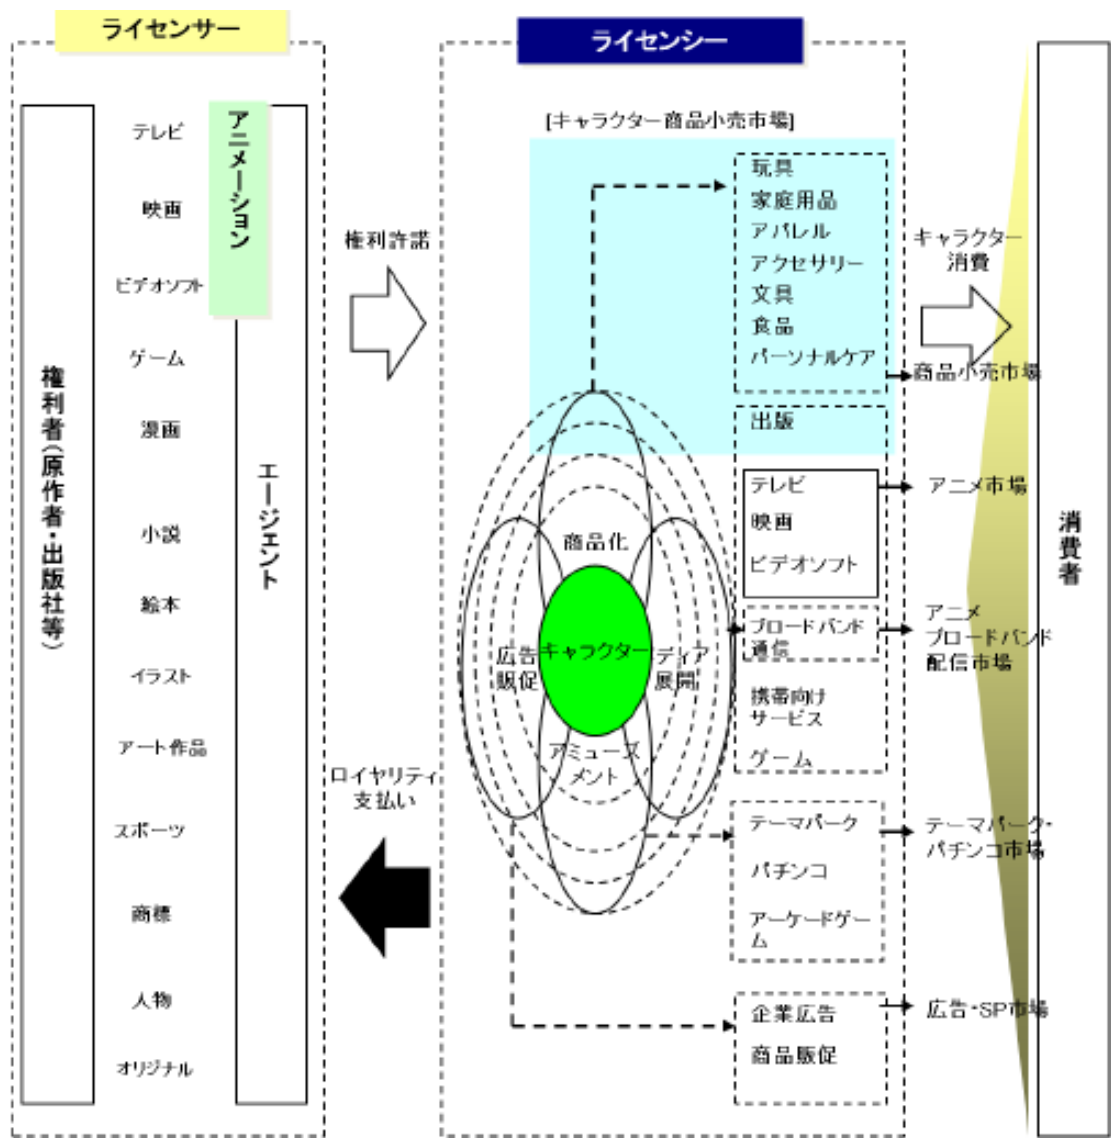 ライセンサー
ライセンシー
権利者(原作者・出版社等)
テレビ
映画
ビデオソフト
ゲーム
漫画
小説
絵本
イラスト
アート作品
スポーツ
商標
人物
オリジナル
アニメーション
エージェント
権利許諾
ロイヤリティ
支払い
[キャラクター商品小売市場]
玩具
家庭用品
アパレル
アクセサリー
文具
食品
パーソナルケア
出版
テレビ
映画
ビデオソフト
ブロードバンド
通信
携帯向け
サービス
ゲーム
テーマパーク
パチンコ
アーケードゲー
ム
企業広告
商品販促
商品化
広告
販促
キャラクター
ディア
展開
アミューズ
メント
キャラクター
消費
商品小売市場
アニメ市場
アニメ
ブロードバンド
配信市場
テーマパーク・
パチンコ市場
広告・SP市場
消費者